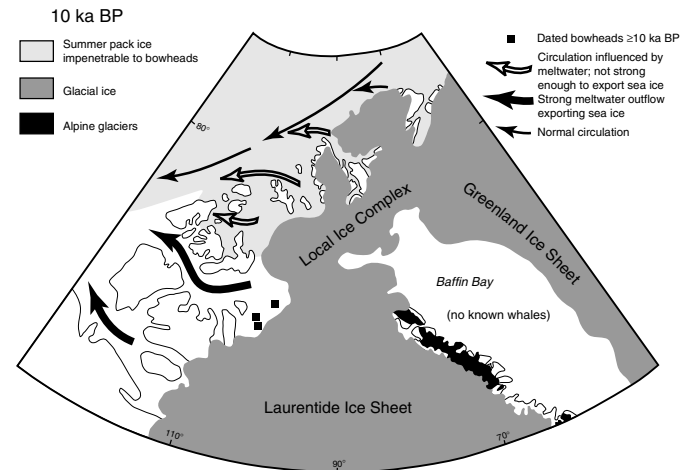 10 ka BP
Summer pack ice
impenetrable to bowheads
Glacial ice
Alpine glaciers
Dated bowheads ≥10 ka BP
Circulation influenced by
meltwater; not strong
enough to export sea ice
Strong meltwater outflow
exporting sea ice
Normal circulation
80°
Local Ice Complex
Greenland Ice Sheet
Baffin Bay
(no known whales)
Laurentide Ice Sheet
110°
90°
70°